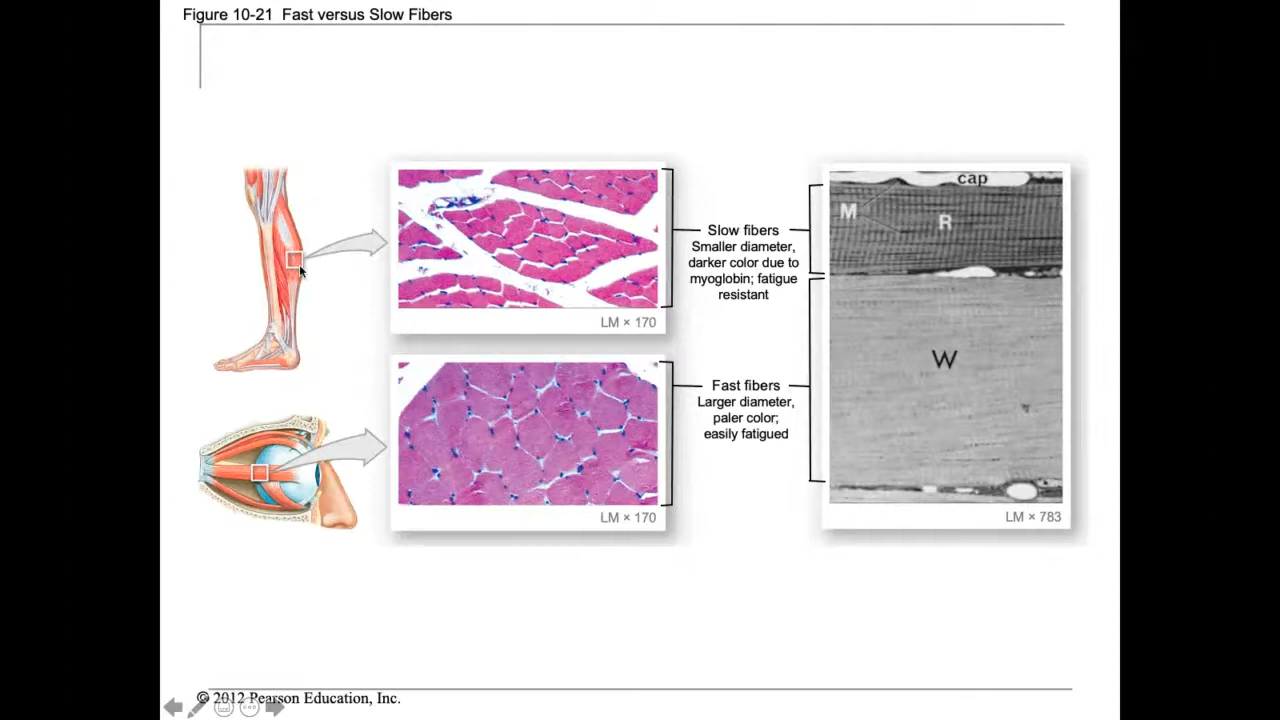 Figure 10-21 Fast versus Slow Fibers
LM × 170
Slow fibers
Smaller diameter,
darker color due to
myoglobin; fatigue
resistant
cap
M
R
LM × 170
Fast fibers
Larger diameter,
paler color;
easily fatigued
W
LM × 783
© 2012 Pearson Education, Inc.